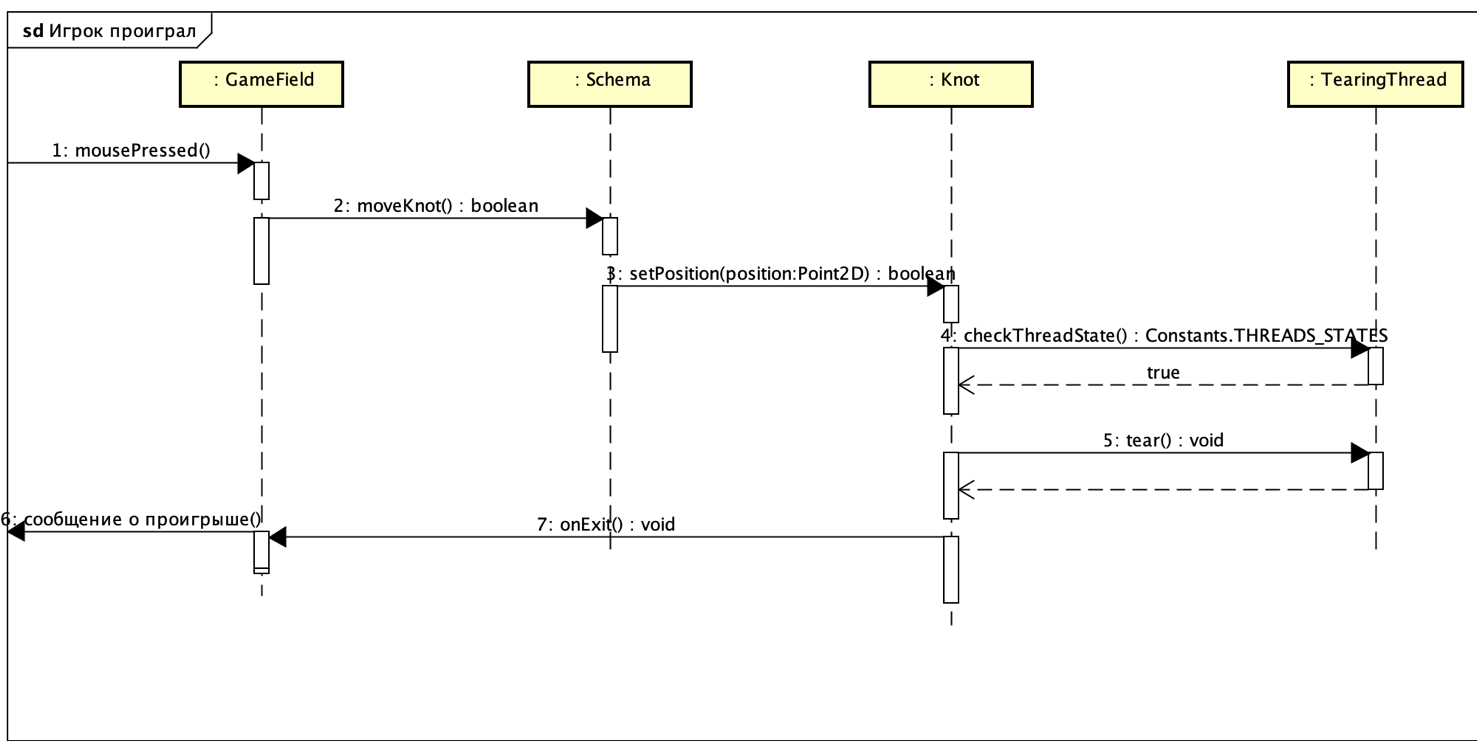 sd Игрок проиграл
: GameField
: Schema
: Knot
: TearingThread
1: mousePressed()
2: moveKnot() : boolean
3: setPosition(position:Point2D) : boolean
4: checkThreadState() : Constants.THREADS_STATES
true
5: tear() : void
6: сообщение о проигрыше()
7: onExit() : void